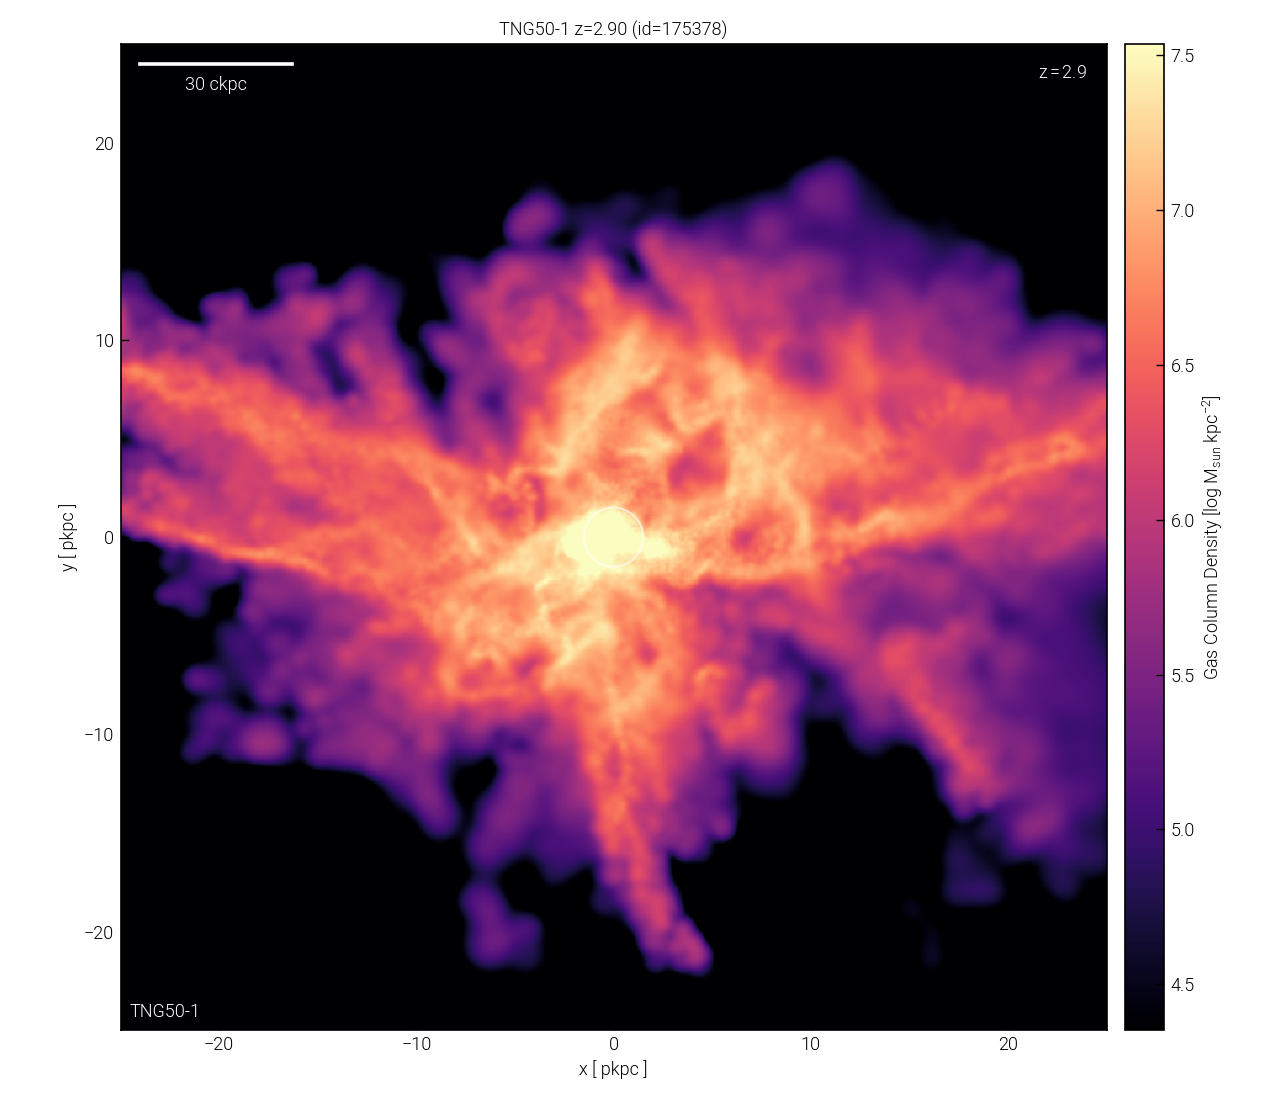 TNG50-1 z=2.90 (id=175378)
30 ckpc
z=2.9
20
10
0
−10
−20
y [ pkpc ]
−20
−10
0
10
20
x [ pkpc ]
TNG50-1
7.5
7.0
6.5
6.0
5.5
5.0
4.5
Gas Column Density [log M_sun kpc^−2]